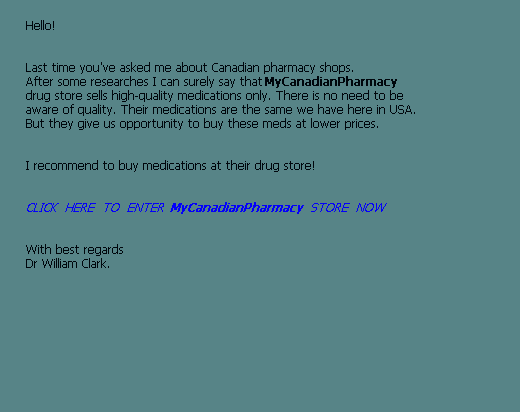 Hello!
Last time you've asked me about Canadian pharmacy shops.
After some researches I can surely say that MyCanadianPharmacy
drug store sells high-quality medications only. There is no need to be
aware of quality. Their medications are the same we have here in USA.
But they give us opportunity to buy these meds at lower prices.
I recommend to buy medications at their drug store!
CLICK HERE TO ENTER MyCanadianPharmacy STORE NOW
With best regards
Dr William Clark.